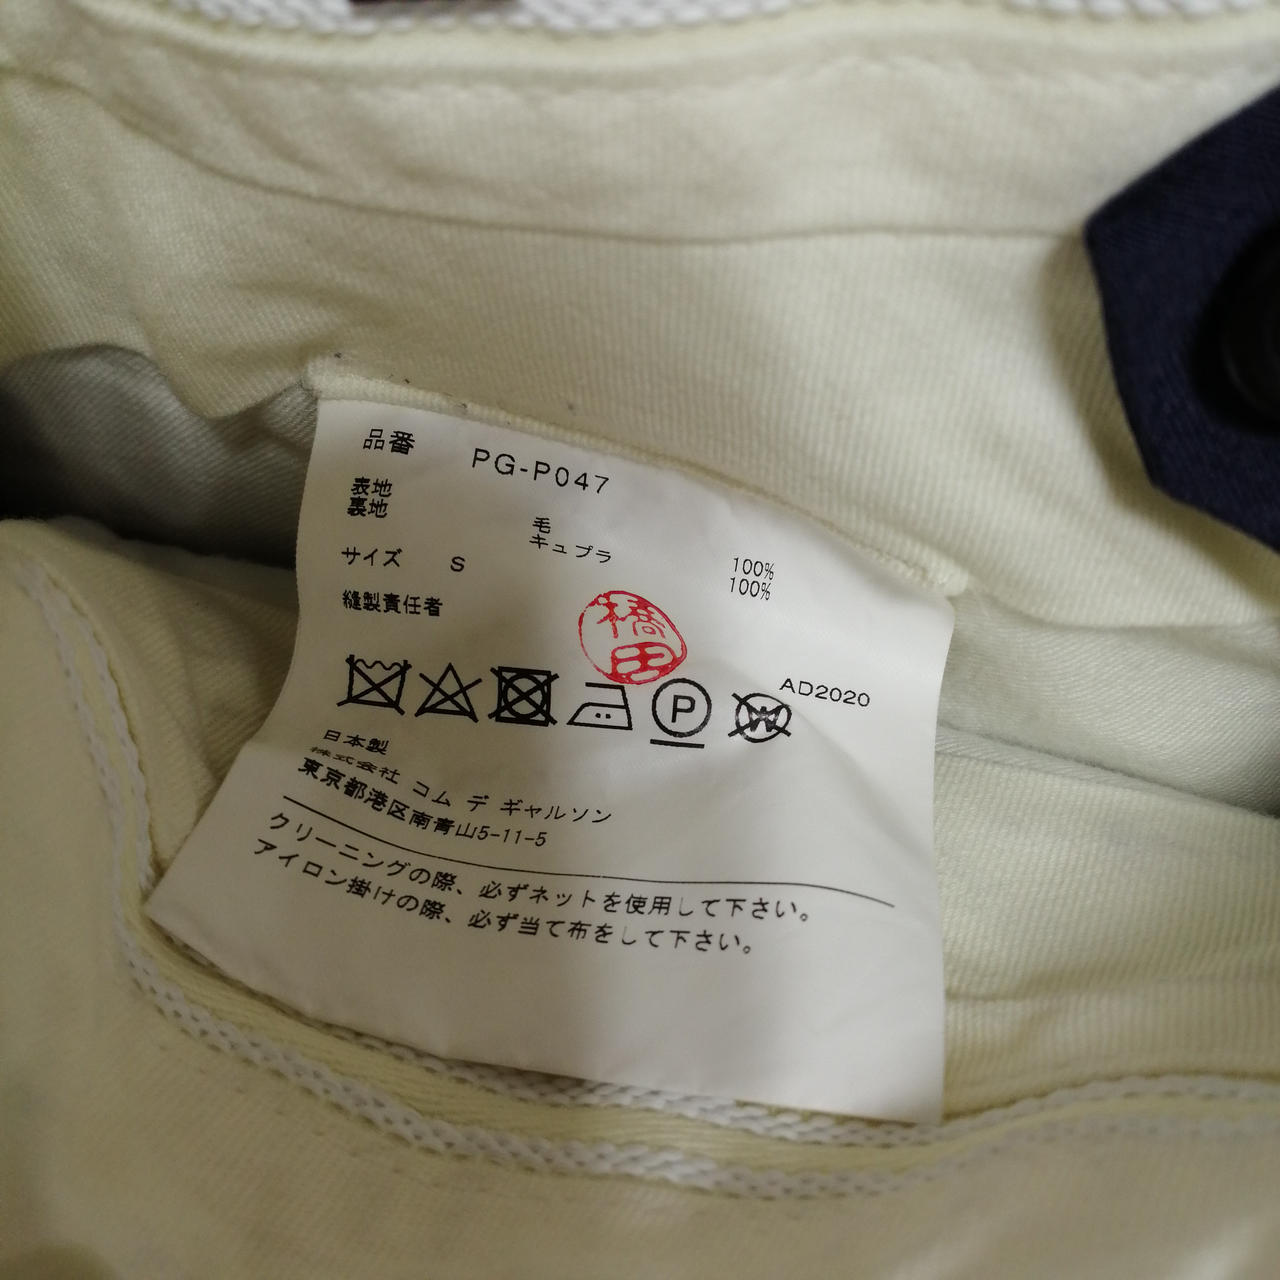 品番 PG-P047
表地 毛 100%
裏地 キュプラ 100%
サイズ S
縫製責任者
橋田
P W AD2020
日本製
株式会社 コム デ ギャルソン
東京都港区南青山5-11-5
クリーニングの際、必ずネットを使用して下さい。
アイロン掛けの際、必ず当て布をして下さい。